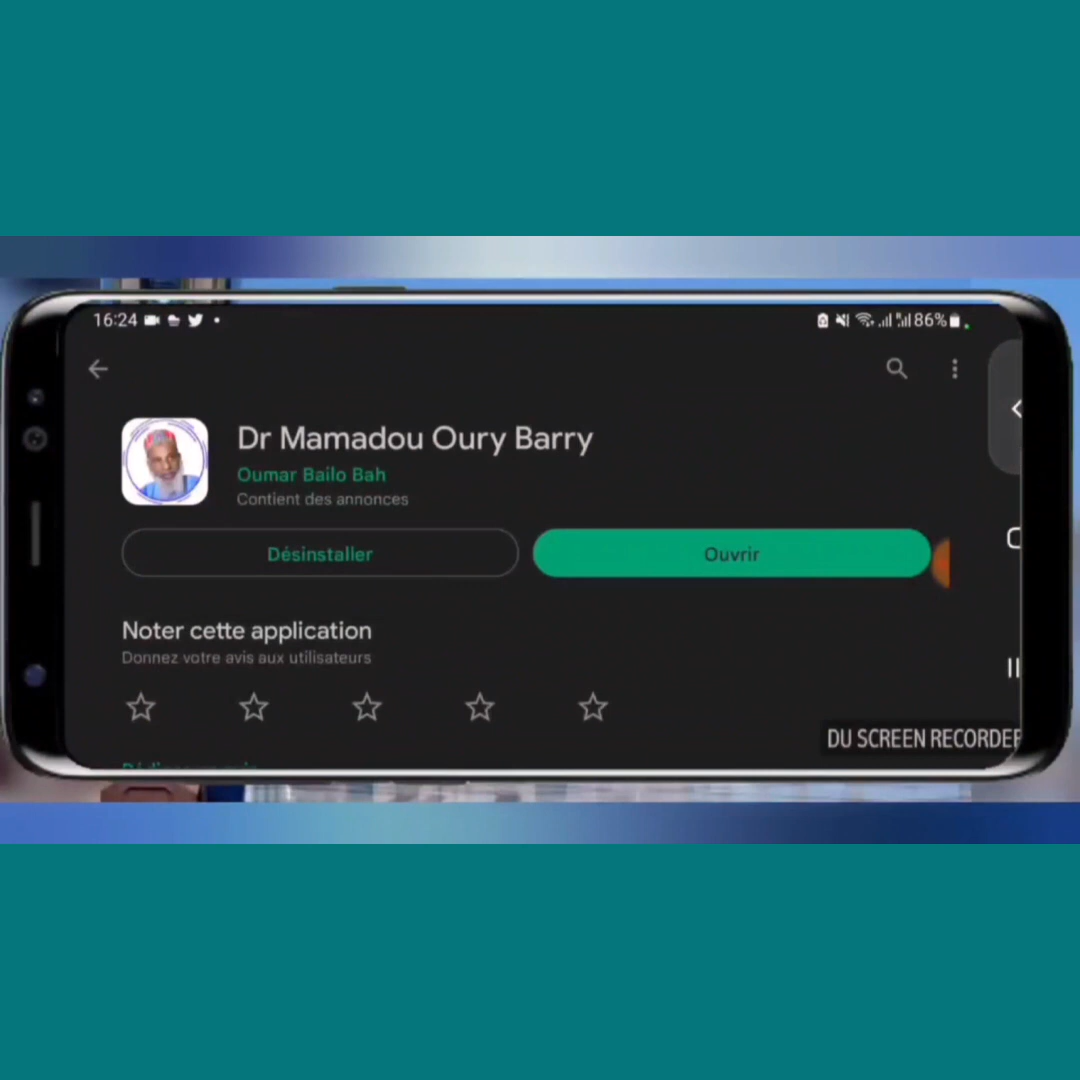 16:24
86%
Dr Mamadou Oury Barry
Oumar Bailo Bah
Contient des annonces
Désinstaller
Ouvrir
Noter cette application
Donnez votre avis aux utilisateurs
DU SCREEN RECORDER